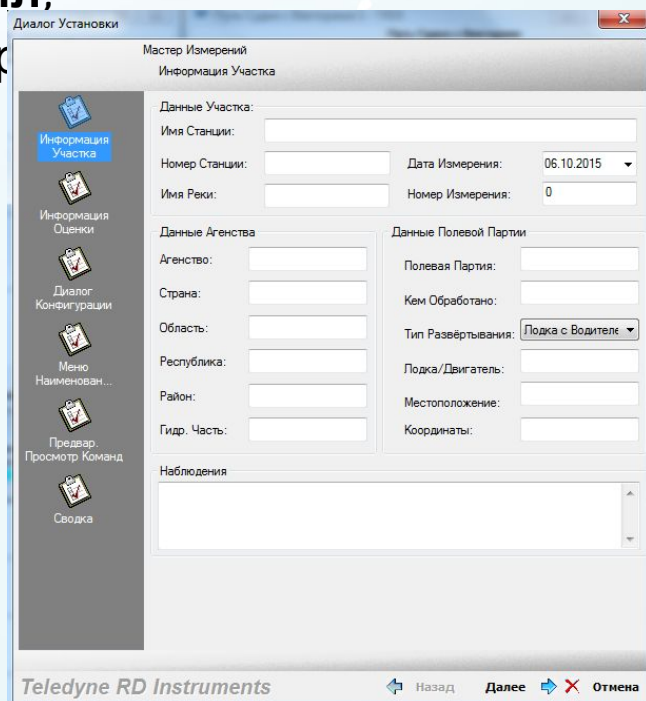 Диалог Установки
Мастер Измерений
Информация Участка
Информация
Участка
Информация
Оценки
Диалог
Конфигурации
Меню
Наименован...
Предвар.
Просмотр Команд
Сводка
Данные Участка:
Имя Станции:
Номер Станции:
Дата Измерения: 06.10.2015
Имя Реки:
Номер Измерения: 0
Данные Агенства
Агенство:
Страна:
Область:
Республика:
Район:
Гидр. Часть:
Данные Полевой Партии
Полевая Партия:
Кем Обработано:
Тип Развёртывания: Лодка с Водителе
Лодка/Двигатель:
Местоположение:
Координаты:
Наблюдения
Teledyne RD Instruments
Назад Далее Отмена